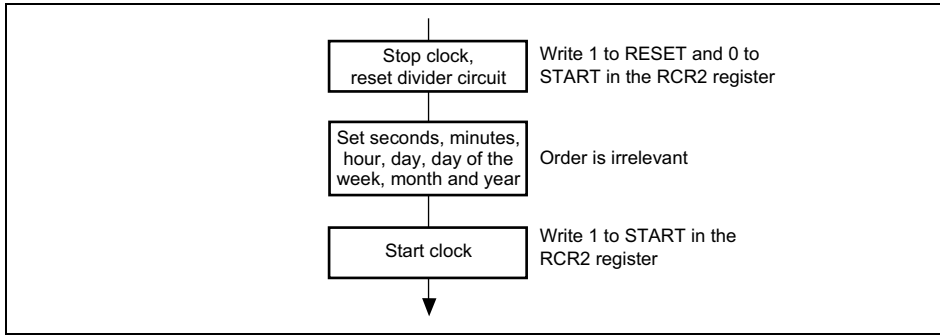 Stop clock,
reset divider circuit
Write 1 to RESET and 0 to
START in the RCR2 register
Set seconds, minutes,
hour, day, day of the
week, month and year
Order is irrelevant
Start clock
Write 1 to START in the
RCR2 register